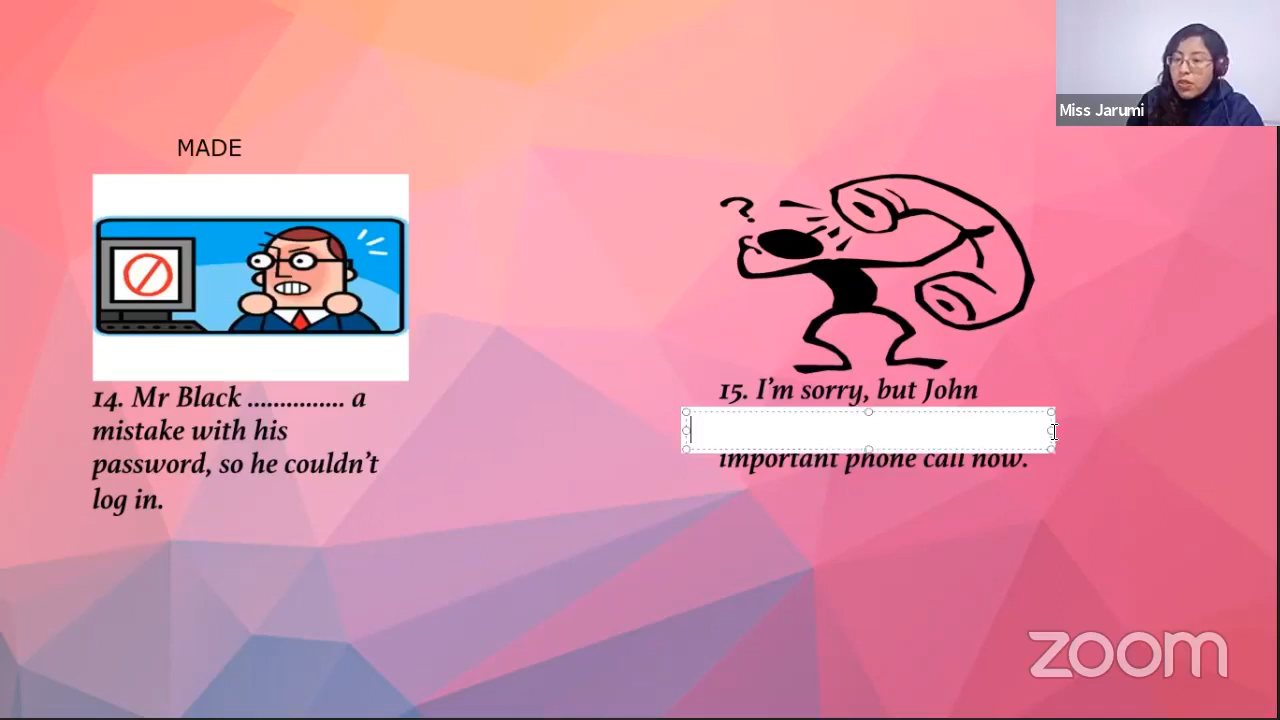 Miss Jarumi
MADE
14. Mr Black ............... a
mistake with his
password, so he couldn't
log in.
?
15. I'm sorry, but John
important phone call now.
zoom